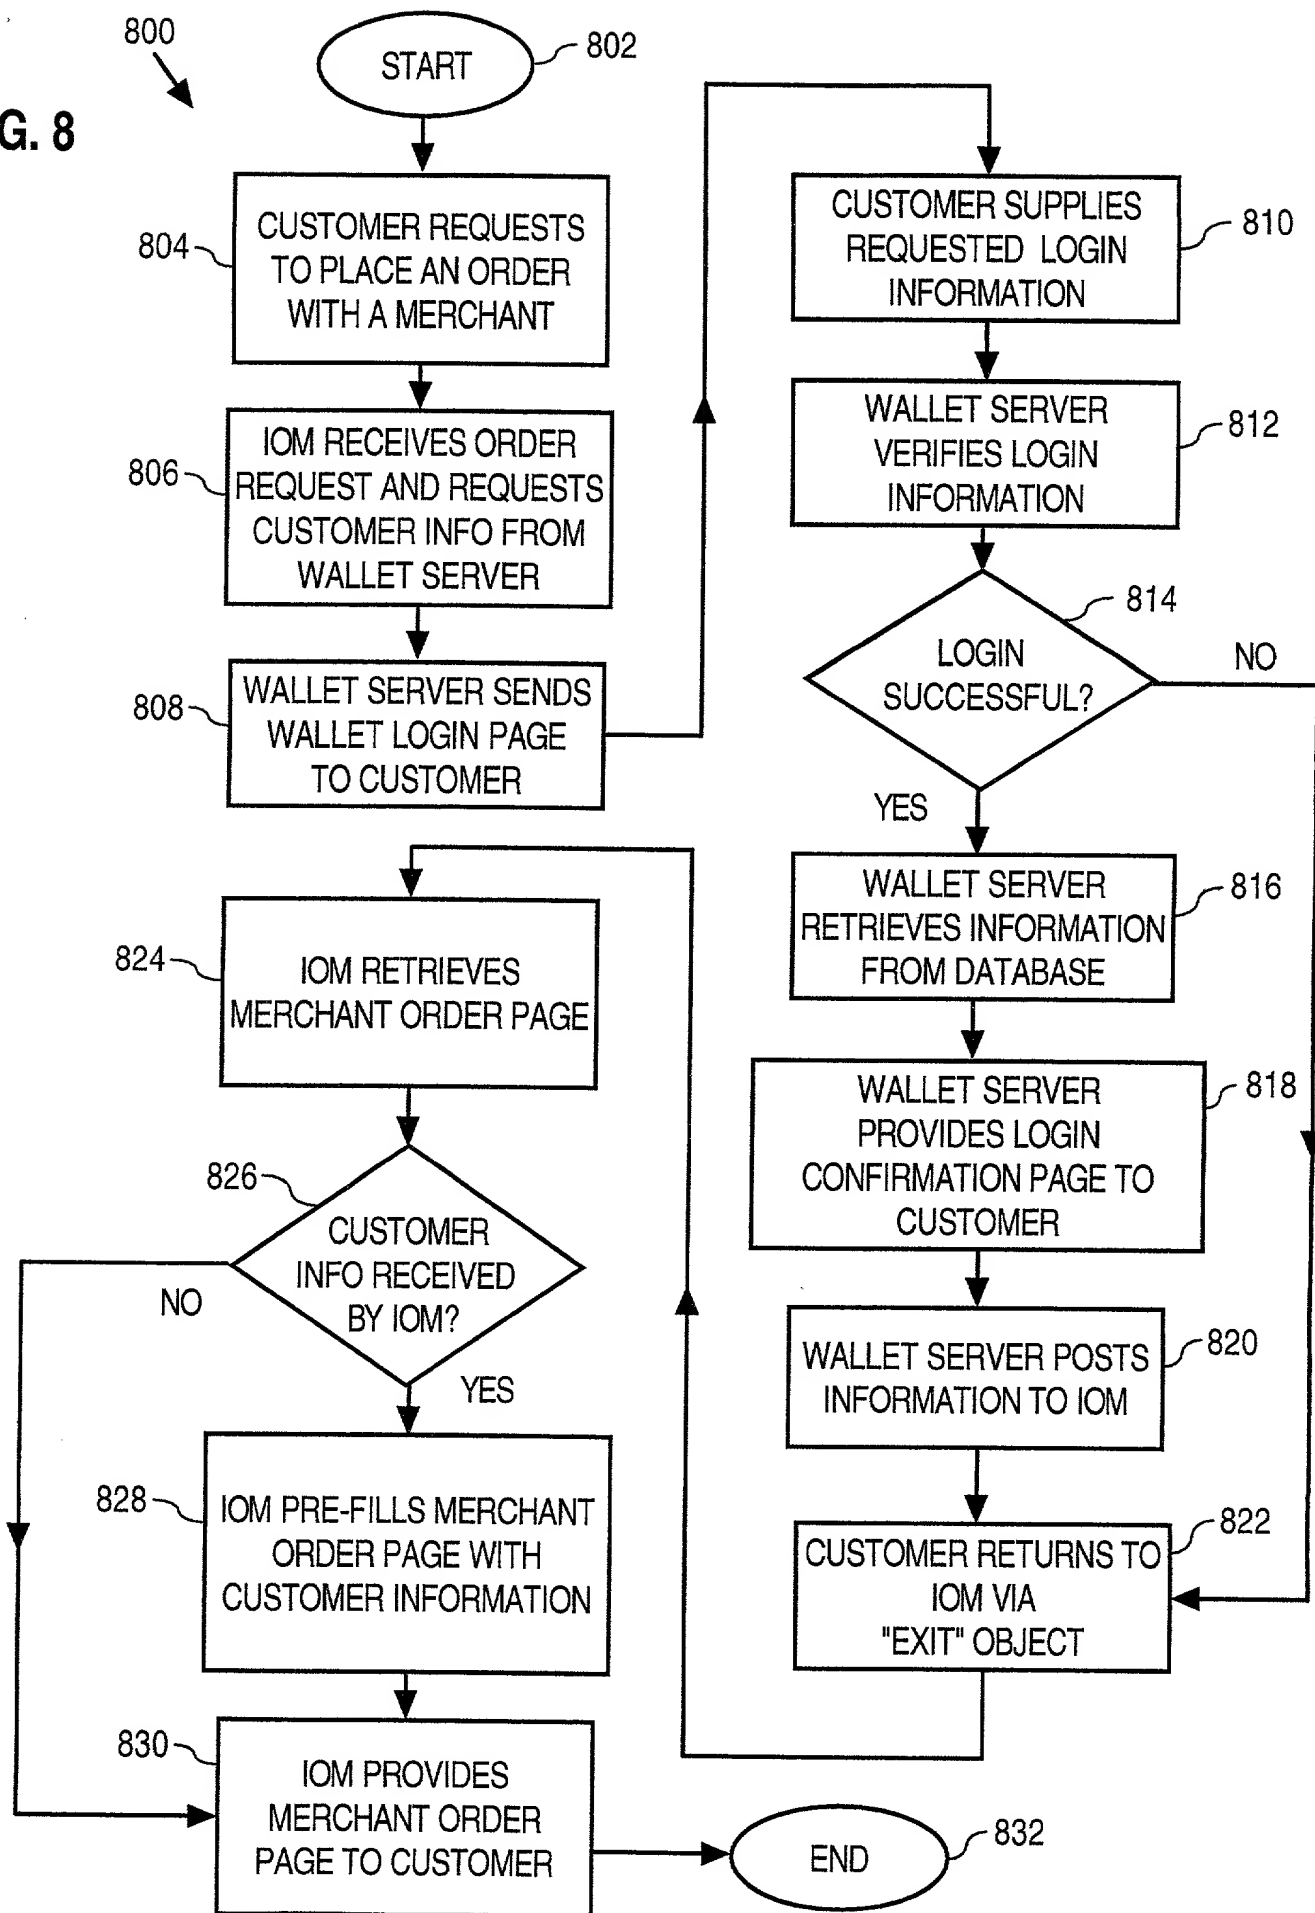 800
G. 8
START
802
804
CUSTOMER REQUESTS
TO PLACE AN ORDER
WITH A MERCHANT
806
IOM RECEIVES ORDER
REQUEST AND REQUESTS
CUSTOMER INFO FROM
WALLET SERVER
808
WALLET SERVER SENDS
WALLET LOGIN PAGE
TO CUSTOMER
CUSTOMER SUPPLIES
REQUESTED LOGIN
INFORMATION
810
WALLET SERVER
VERIFIES LOGIN
INFORMATION
812
LOGIN
SUCCESSFUL?
814
NO
YES
WALLET SERVER
RETRIEVES INFORMATION
FROM DATABASE
816
WALLET SERVER
PROVIDES LOGIN
CONFIRMATION PAGE TO
CUSTOMER
818
WALLET SERVER POSTS
INFORMATION TO IOM
820
CUSTOMER RETURNS TO
IOM VIA
"EXIT" OBJECT
822
824
IOM RETRIEVES
MERCHANT ORDER PAGE
826
CUSTOMER
INFO RECEIVED
BY IOM?
NO
YES
828
IOM PRE-FILLS MERCHANT
ORDER PAGE WITH
CUSTOMER INFORMATION
830
IOM PROVIDES
MERCHANT ORDER
PAGE TO CUSTOMER
END
832